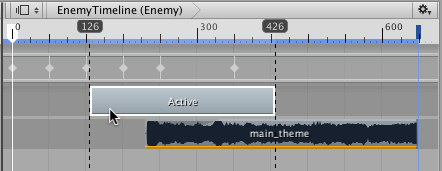 EnemyTimeline (Enemy)
0 126 300 426 600
Active
main_theme